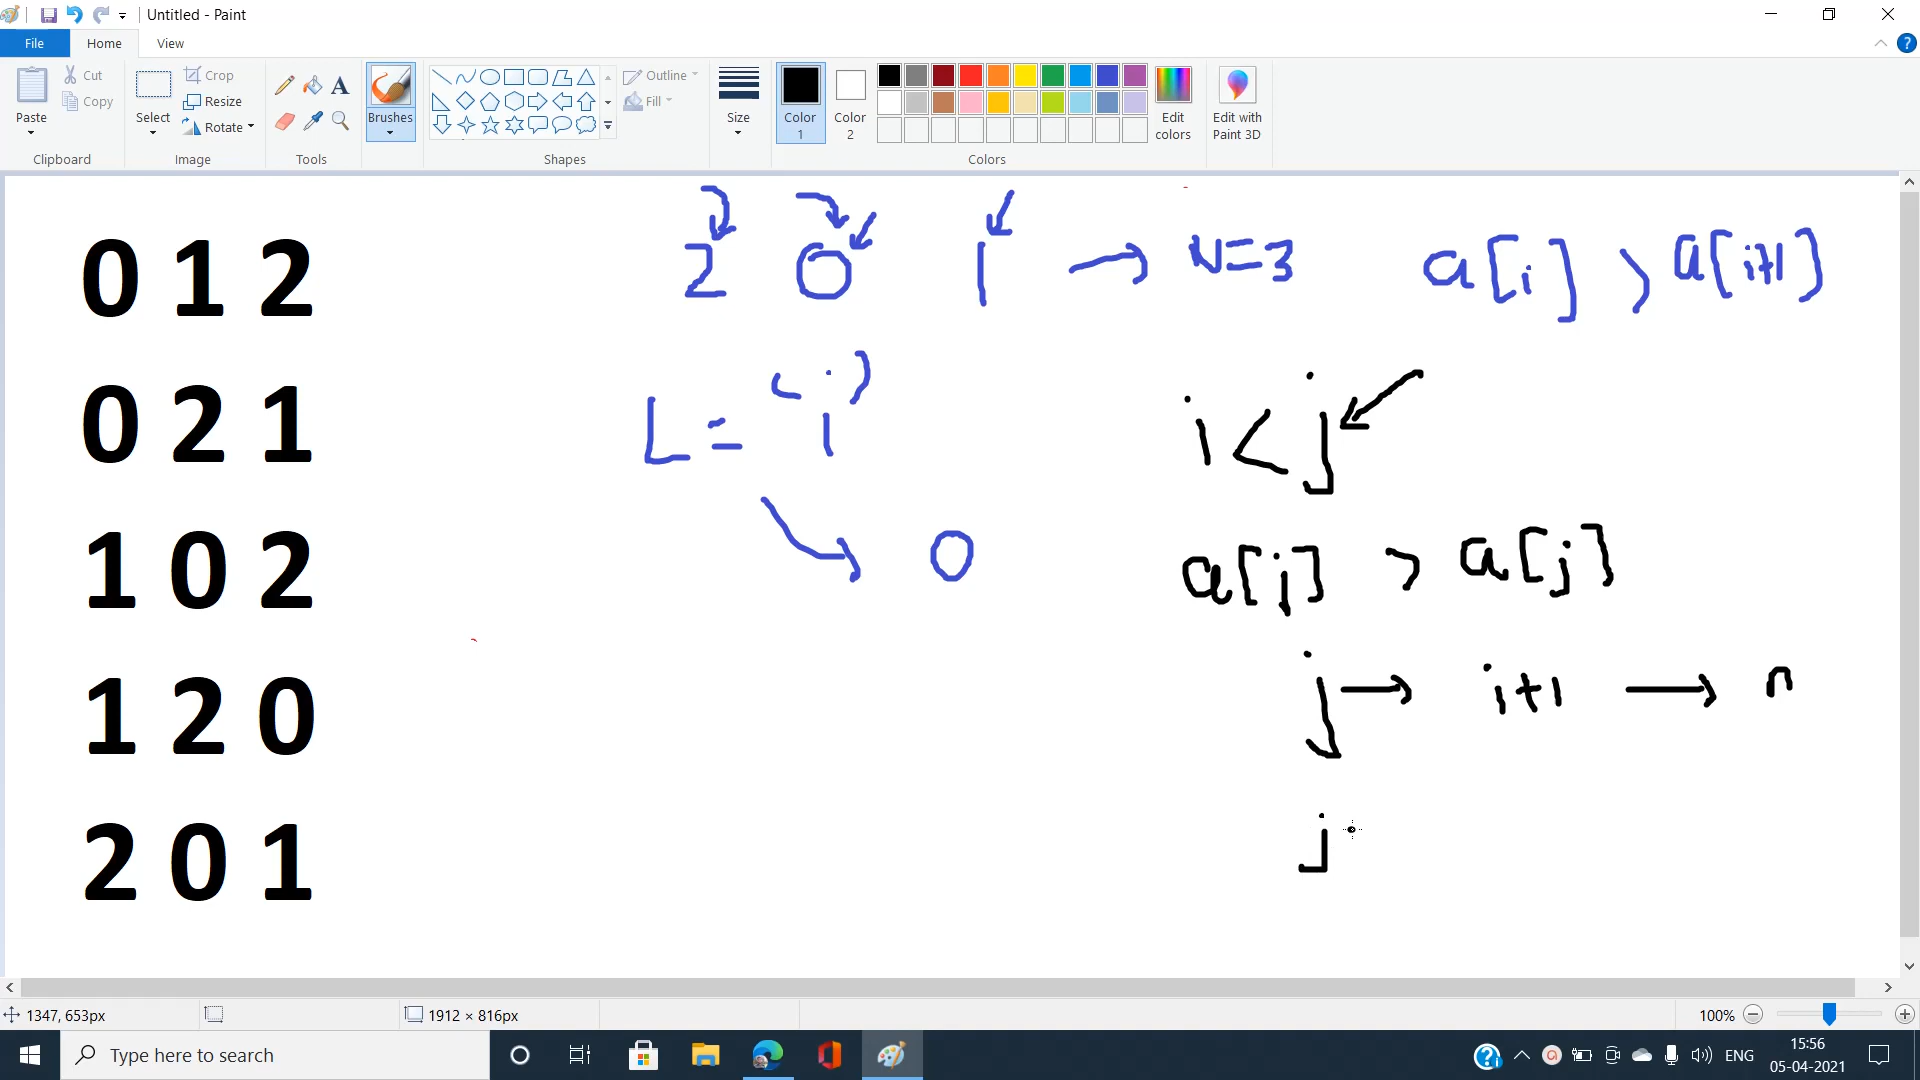 Untitled - Paint
File Home View
Paste Cut Copy Clipboard
Select Crop Resize Rotate Image
Tools
Brushes
Outline Fill Shapes
Size
Color 1 Color 2 Edit colors Colors
Edit with Paint 3D
2 0 1 → N=3 a[i] > a[i+1]
0 1 2
L = 1 (i)
i < j
0 2 1
0
a[j] > a[j]
1 0 2
j → i+1 → n
1 2 0
j
2 0 1
1347, 653px 1912 × 816px 100%
Type here to search
ENG 15:56
05-04-2021